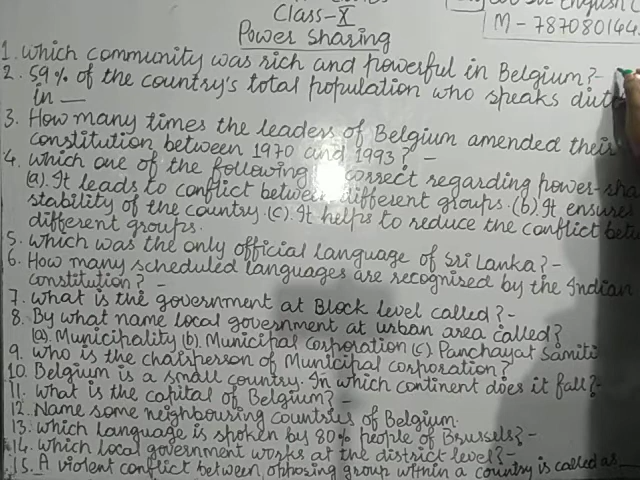 Class-X
Power Sharing
English
M-787080144
1. Which community was rich and powerful in Belgium?-
2. 59% of the country's total population who speaks dut
in —
3. How many times the leaders of Belgium amended their
constitution between 1970 and 1993? -
4. which one of the following correct regarding power-sha
(a). It leads to conflict between different groups. (b). It ensures
stability of the country. (c). It helps to reduce the conflict betw
different groups.
5. which was the only official language of Sri Lanka?-
6. How many scheduled languages are recognised by the Indian
constitution? -
7. What is the government at Block level called?-
8. By what name local government at urban area called?
(a). Municipality (b). Municipal corporation (c). Panchayat Samiti
9. Who is the chairperson of Municipal corporation?
10. Belgium is a small country. In which continent does it fall?-
11. What is the capital of Belgium? -
12. Name some neighbouring countries of Belgium.
13. which language is spoken by 80% people of Brussels?-
14. which local government works at the district level?-
15. A violent conflict between opposing group within a country is called as